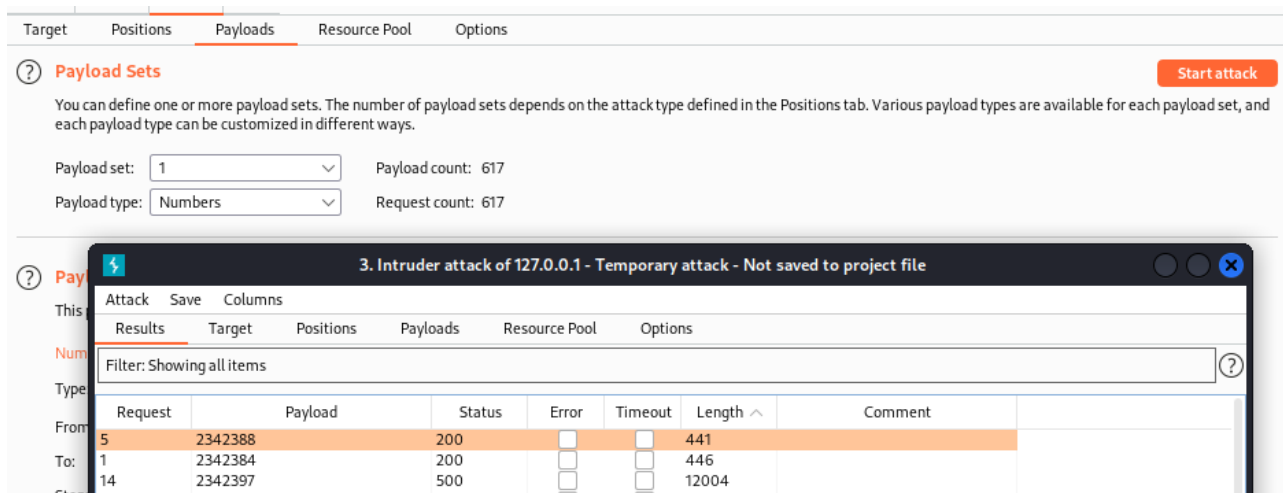 Target Positions Payloads Resource Pool Options
Payload Sets
Start attack
You can define one or more payload sets. The number of payload sets depends on the attack type defined in the Positions tab. Various payload types are available for each payload set, and
each payload type can be customized in different ways.
Payload set: 1 Payload count: 617
Payload type: Numbers Request count: 617
3. Intruder attack of 127.0.0.1 - Temporary attack - Not saved to project file
Attack Save Columns
This
Results Target Positions Payloads Resource Pool Options
Filter: Showing all items
Type
Request Payload Status Error Timeout Length Comment
From
5 2342388 200 441
To: 1 2342384 200 446
14 2342397 500 12004